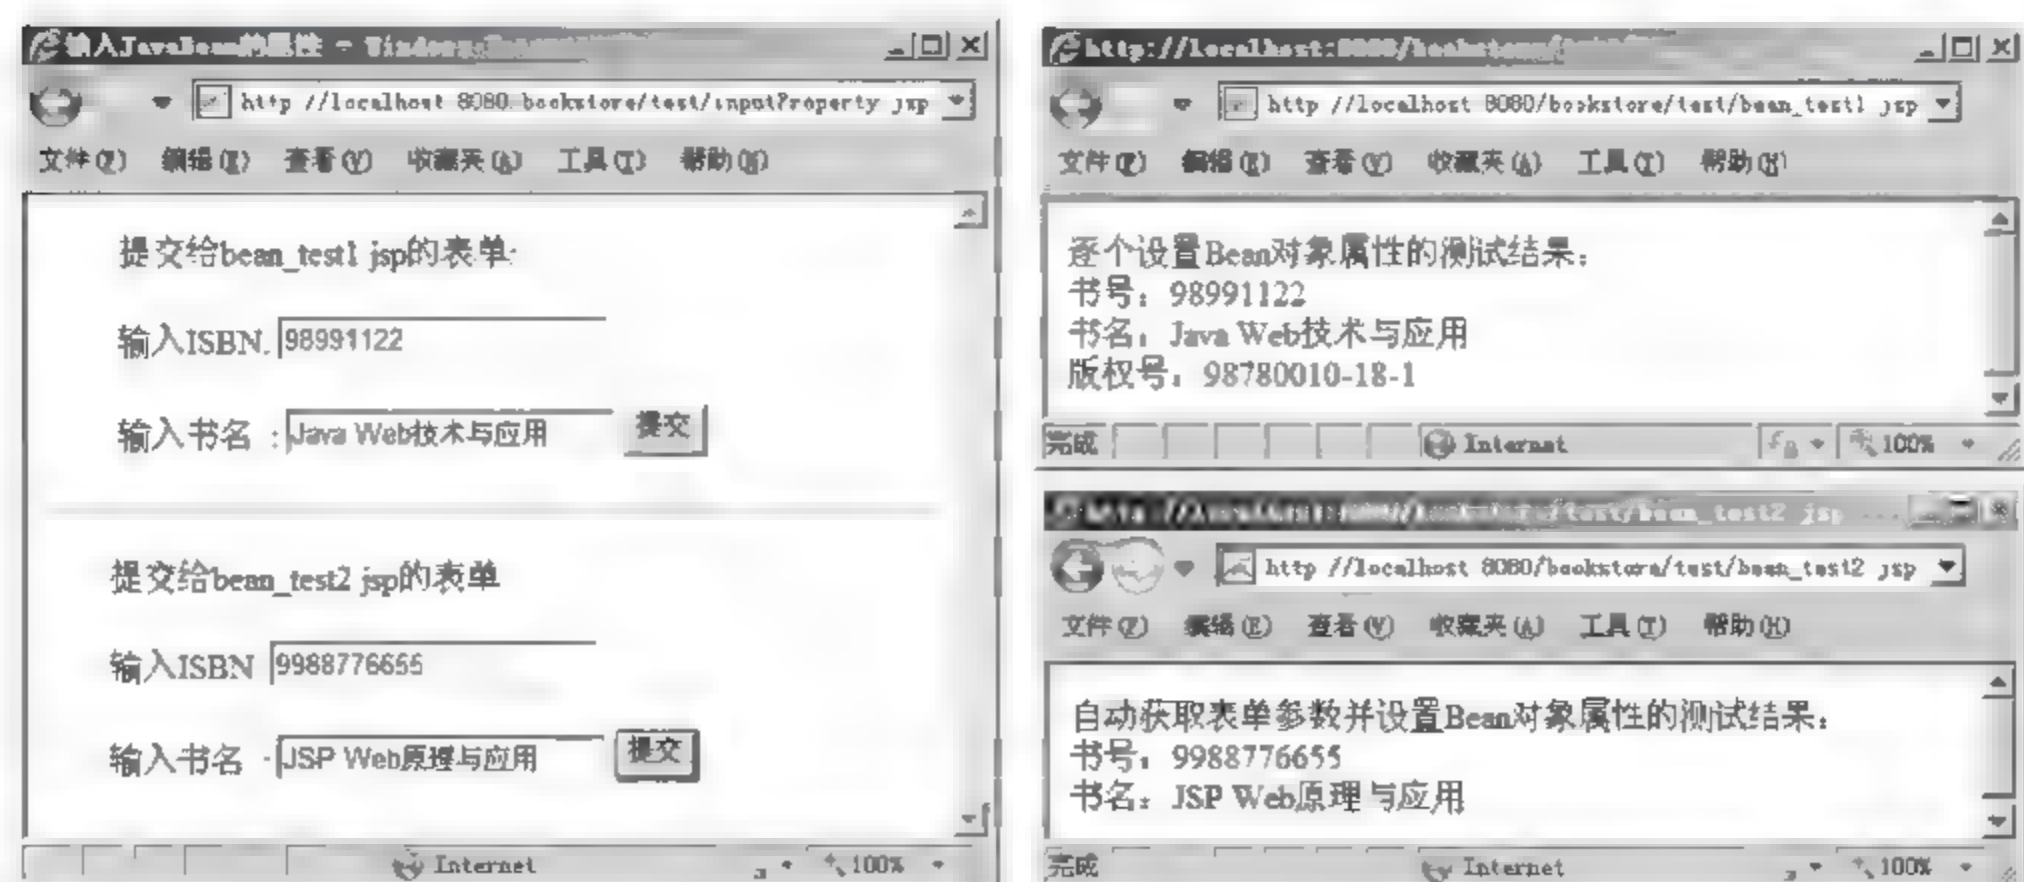 输入JavaBean的属性 - Windows
http //localhost 8080 bookstore/test/inputProperty jsp
文件(F) 编辑(E) 查看(V) 收藏夹(A) 工具(T) 帮助(H)
提交给bean_test1 jsp的表单:
输入ISBN. 98991122
输入书名 : Java Web技术与应用 提交
提交给bean_test2 jsp的表单
输入ISBN 9988776655
输入书名 · JSP Web原理与应用 提交
Internet 100%
http://localhost:8080/bookstore/
http //localhost 8080/bookstore/test/bean_test1 jsp
文件(F) 编辑(E) 查看(V) 收藏夹(A) 工具(T) 帮助(H)
逐个设置Bean对象属性的测试结果：
书号：98991122
书名：Java Web技术与应用
版权号：98780010-18-1
完成 Internet 100%
/test/bean_test2 jsp
http //localhost 8080/bookstore/test/bean_test2 jsp
文件(F) 编辑(E) 查看(V) 收藏夹(A) 工具(T) 帮助(H)
自动获取表单参数并设置Bean对象属性的测试结果：
书号：9988776655
书名：JSP Web原理与应用
完成 Internet 100%